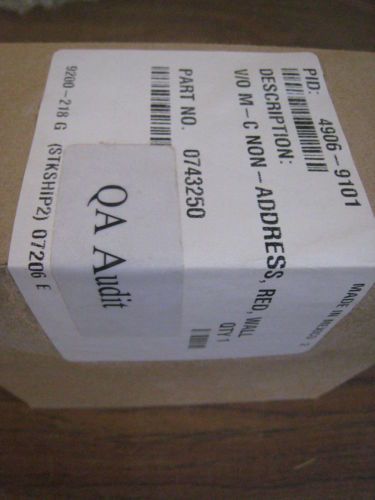 PID: 4906-9101
DESCRIPTION:
V/O M-C NON-ADDRESS, RED, WALL
QTY 1
PART NO. 0743250
MADE IN MEXICO
9200-218 G (STKSHIP2) 07206 E
QA Audit